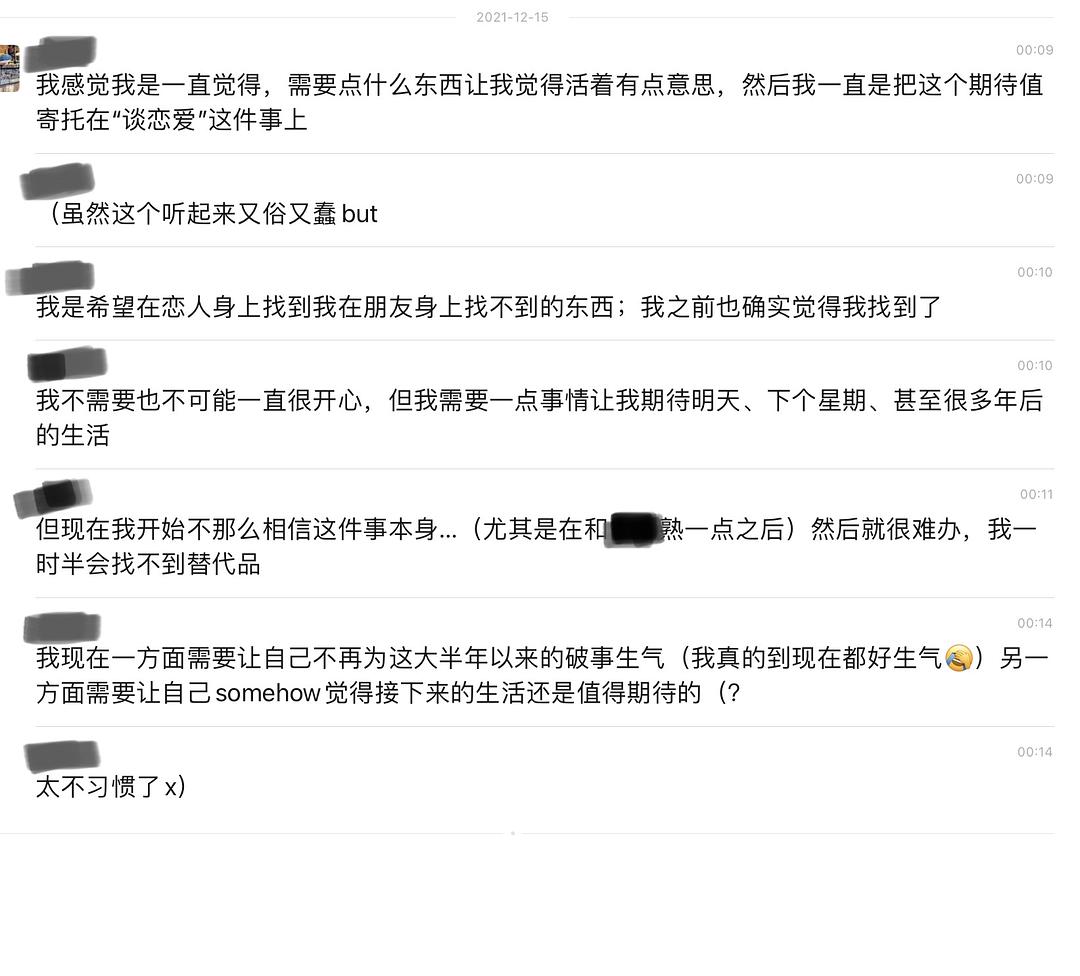 2021-12-15
00:09
我感觉我是一直觉得，需要点什么东西让我觉得活着有点意思，然后我一直是把这个期待值
寄托在“谈恋爱”这件事上
00:09
（虽然这个听起来又俗又蠢but
00:10
我是希望在恋人身上找到我在朋友身上找不到的东西；我之前也确实觉得我找到了
00:10
我不需要也不可能一直很开心，但我需要一点事情让我期待明天、下个星期、甚至很多年后
的生活
00:11
但现在我开始不那么相信这件事本身...（尤其是在和熟一点之后）然后就很难办，我一
时半会找不到替代品
00:14
我现在一方面需要让自己不再为这大半年以来的破事生气（我真的到现在都好生气）另一
方面需要让自己somehow觉得接下来的生活还是值得期待的（?
00:14
太不习惯了x）